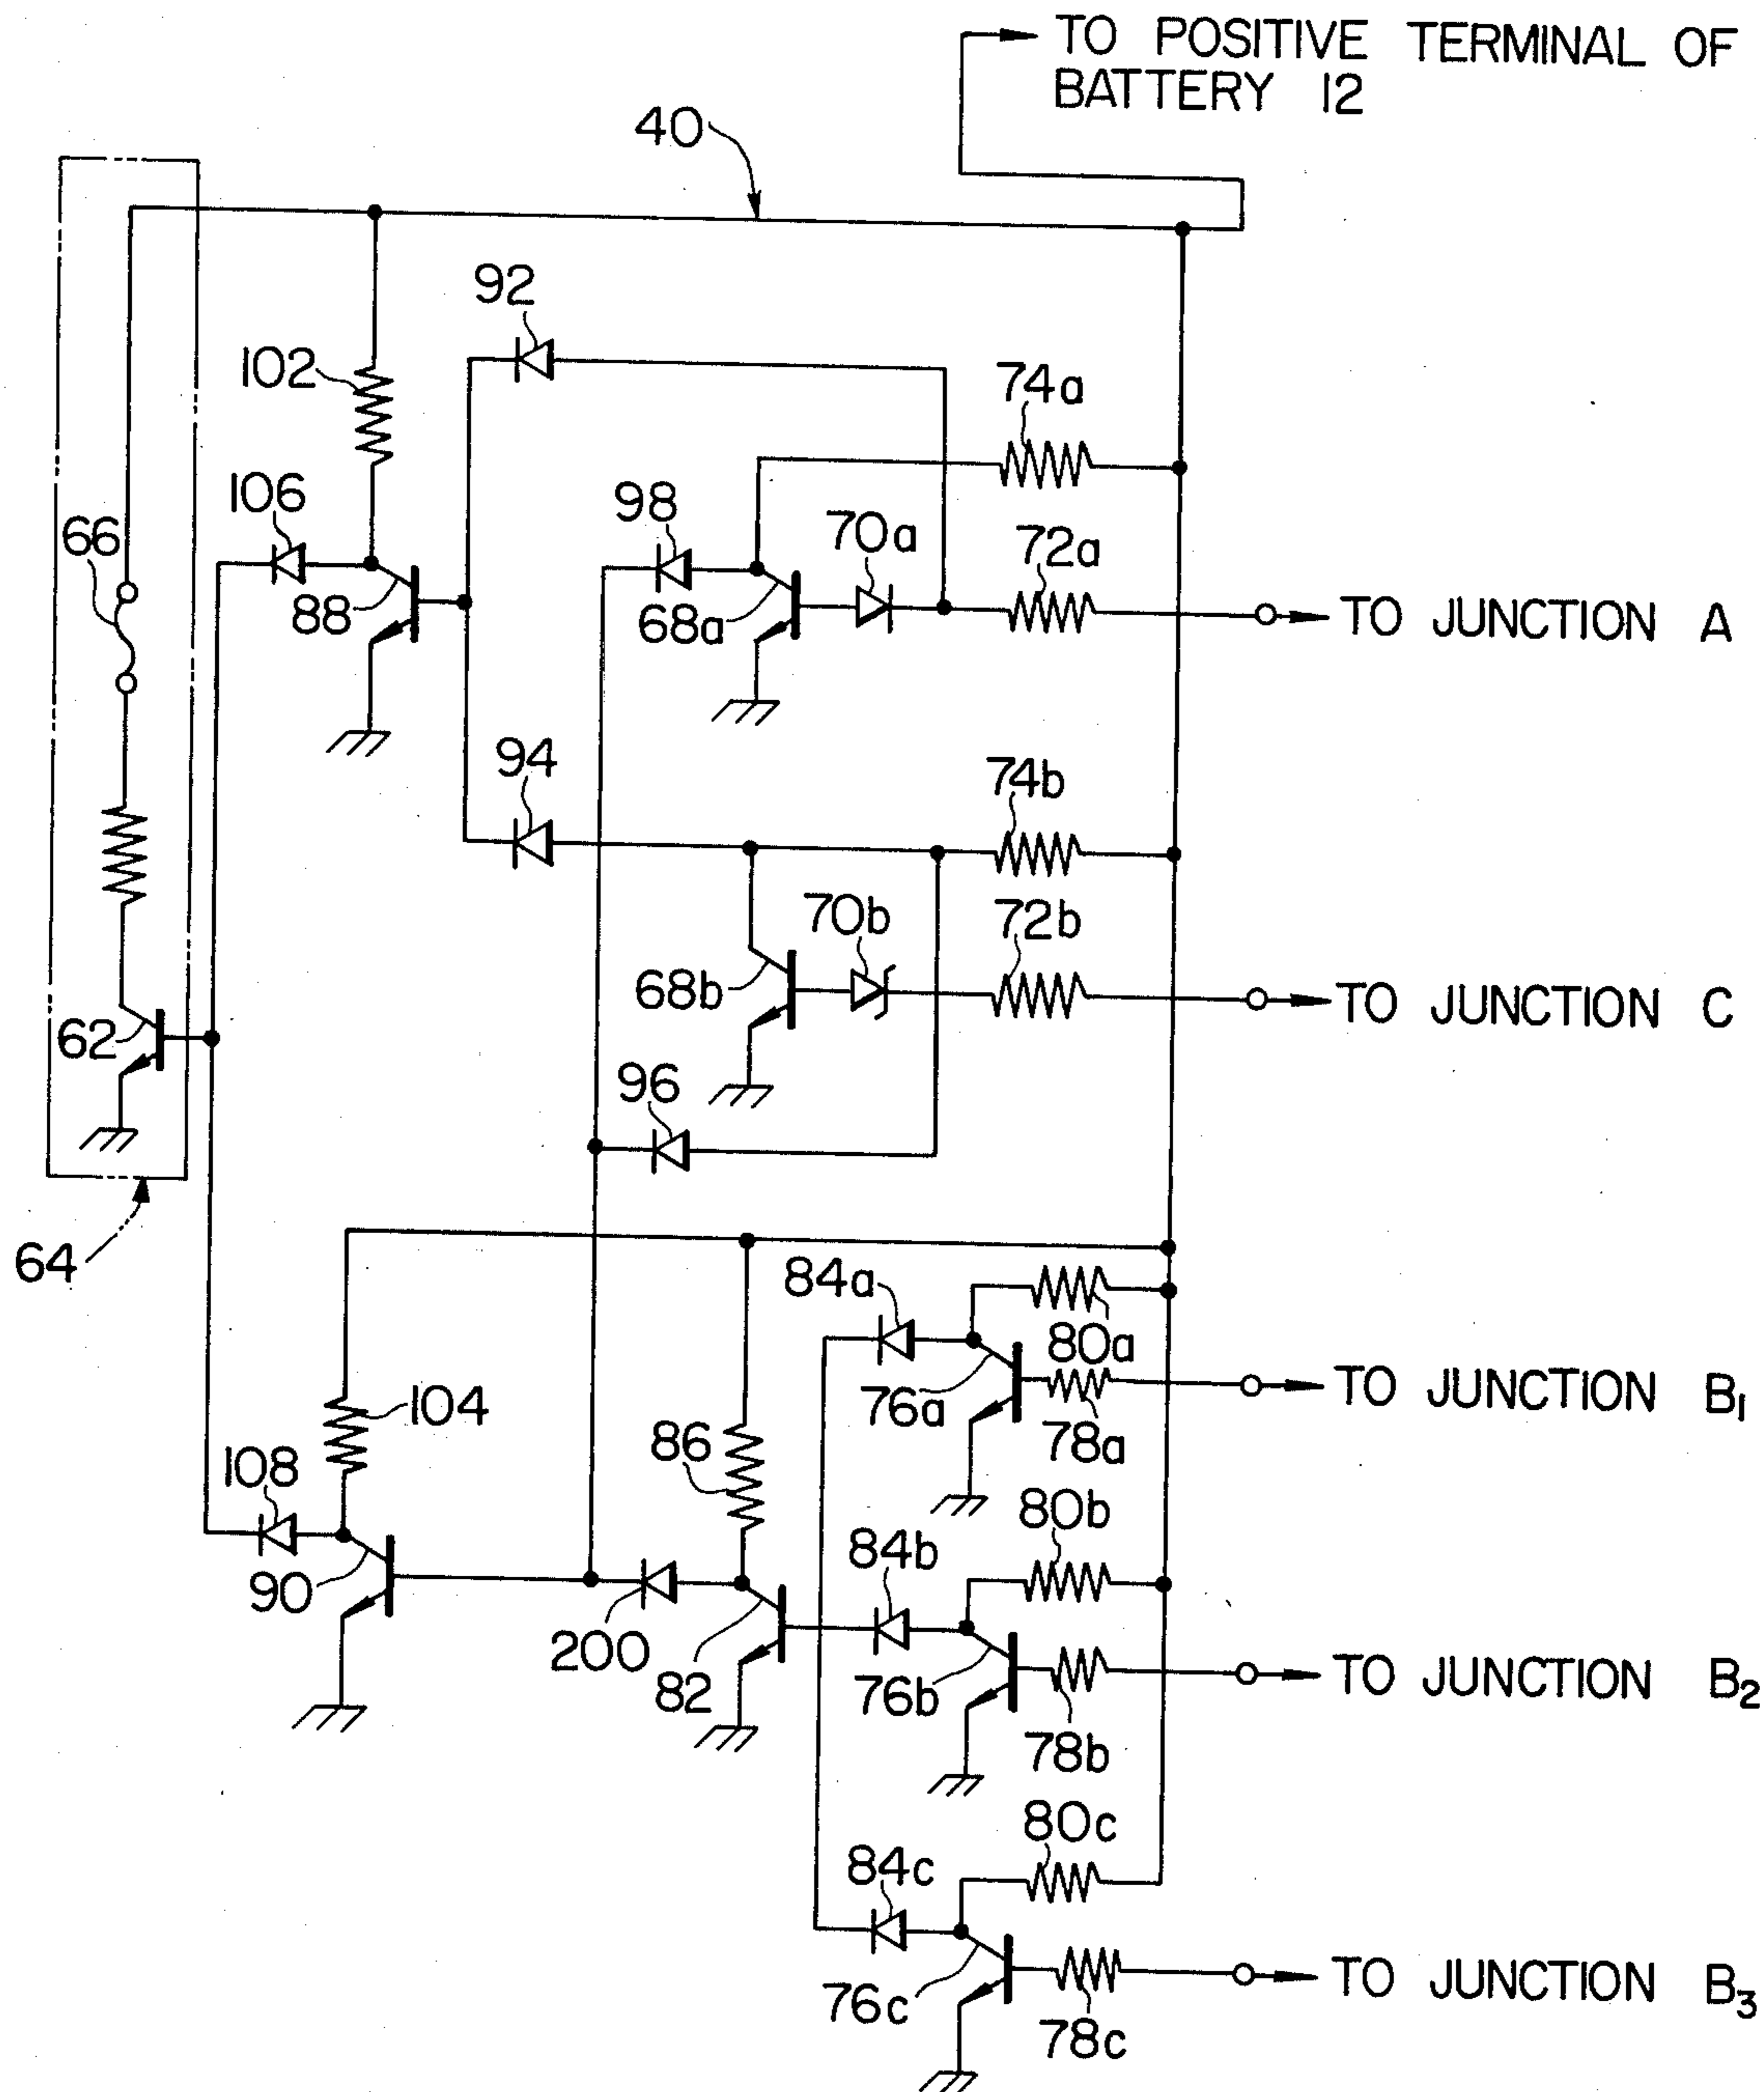 TO POSITIVE TERMINAL OF
BATTERY 12
40
92
102
74a
106
98
70a
72a
66
88
68a
TO JUNCTION A
94
74b
70b
72b
68b
TO JUNCTION C
62
96
64
84a
80a
104
76a
TO JUNCTION B1
86
78a
108
80b
84b
90
200
82
76b
TO JUNCTION B2
78b
80c
84c
76c
TO JUNCTION B3
78c